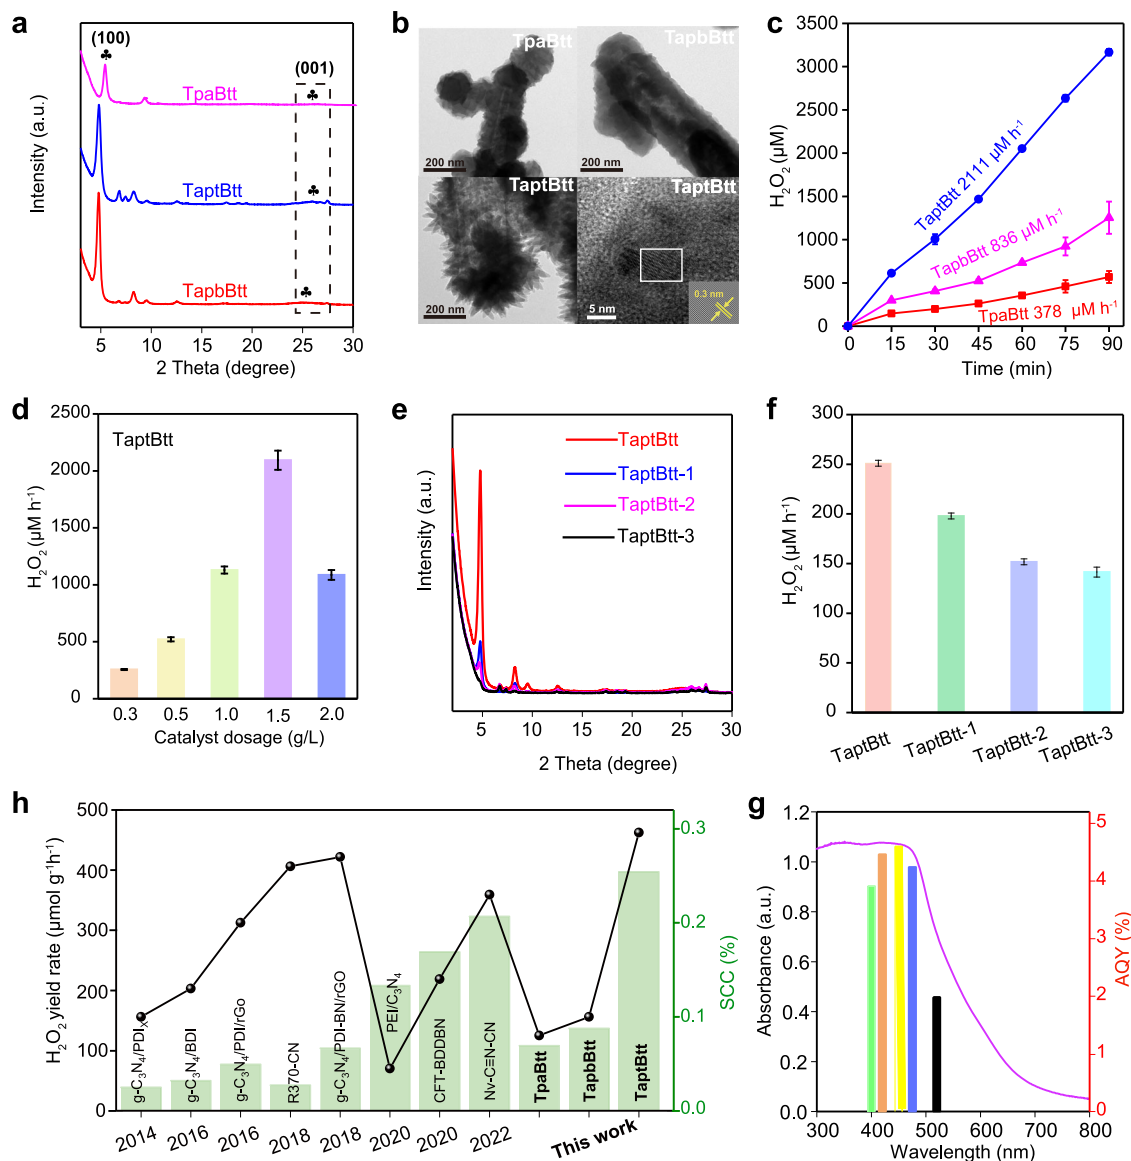 a
(100)
♣
(001)
TpaBtt
♣
TaptBtt
♣
TapbBtt
♣
Intensity (a.u.)
5 10 15 20 25 30
2 Theta (degree)
b
TpaBtt
200 nm
TapbBtt
200 nm
TaptBtt
200 nm
TaptBtt
5 nm
0.3 nm
c
3500
3000
2500
2000
1500
1000
500
0
H₂O₂ (µM)
TaptBtt 2111 µM h⁻¹
TapbBtt 836 µM h⁻¹
TpaBtt 378 µM h⁻¹
0 15 30 45 60 75 90
Time (min)
d
TaptBtt
2500
2000
1500
1000
500
0
H₂O₂ (µM h⁻¹)
0.3 0.5 1.0 1.5 2.0
Catalyst dosage (g/L)
e
TaptBtt
TaptBtt-1
TaptBtt-2
TaptBtt-3
Intensity (a.u.)
5 10 15 20 25 30
2 Theta (degree)
f
300
250
200
150
100
50
0
H₂O₂ (µM h⁻¹)
TaptBtt TaptBtt-1 TaptBtt-2 TaptBtt-3
h
500
400
300
200
100
0
H₂O₂ yield rate (µmol g⁻¹h⁻¹)
g-C₃N₄/PDIₓ
g-C₃N₄/BDI
g-C₃N₄/PDI/rGo
R370-CN
g-C₃N₄/PDI-BN/rGO
PEI/C₃N₄
CFT-BDDBN
Nv-C≡N-CN
TpaBtt
TapbBtt
TaptBtt
0.3
0.2
0.1
0.0
SCC (%)
2014 2016 2016 2018 2018 2020 2020 2022 This work
g
1.2
1.0
0.8
0.6
0.4
0.2
0.0
Absorbance (a.u.)
5
4
3
2
1
0
AQY (%)
300 400 500 600 700 800
Wavelength (nm)